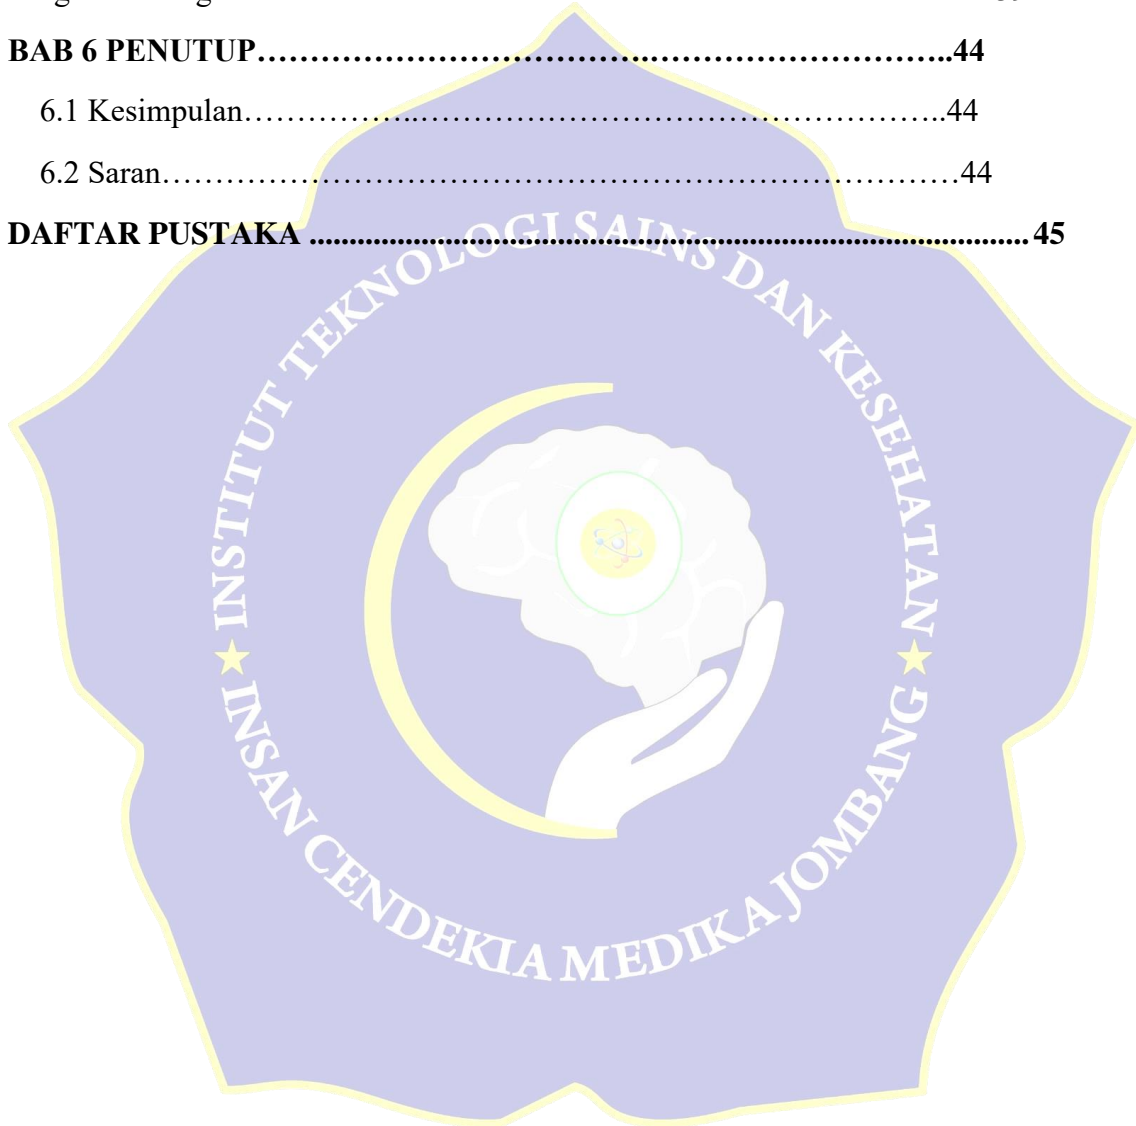 BAB 6 PENUTUP…………………………………………………………..44
6.1 Kesimpulan……………..…………………………………………..44
6.2 Saran…………………………………………………………………44
DAFTAR PUSTAKA ............................................................................... 45
INSTITUT TEKNOLOGI SAINS DAN KESEHATAN
INSAN CENDEKIA MEDIKA JOMBANG